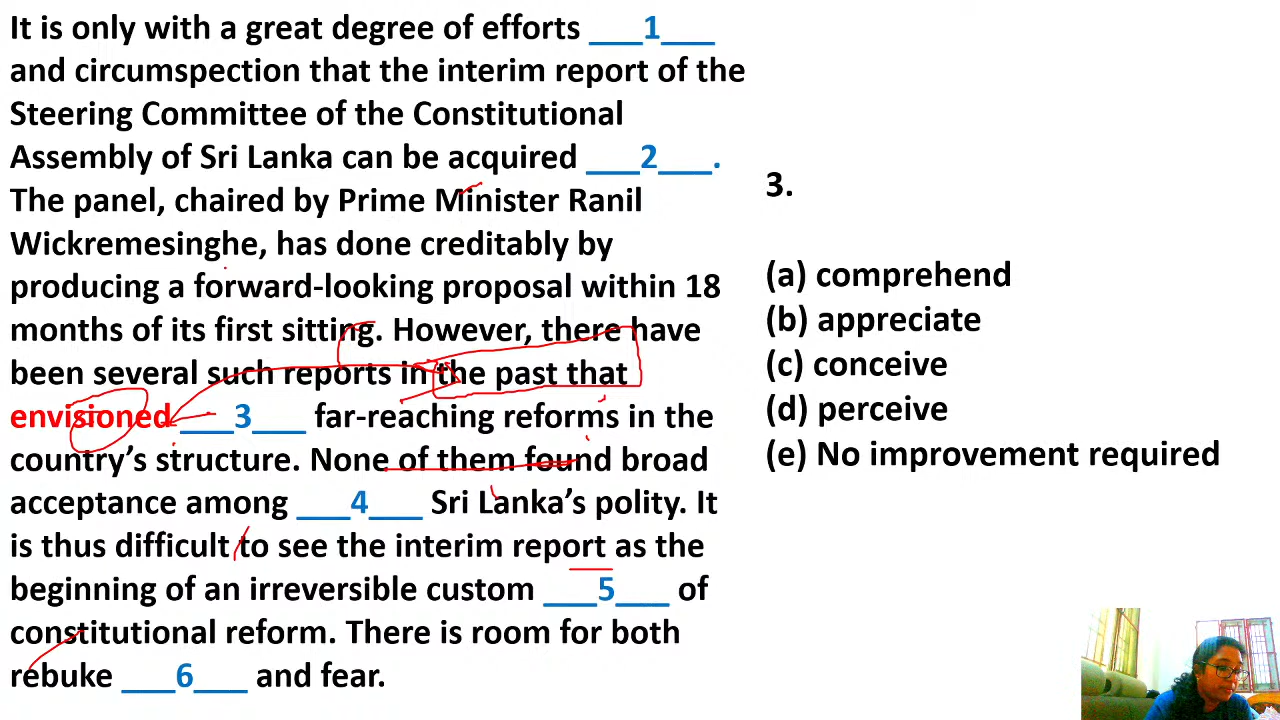 It is only with a great degree of efforts ___1___
and circumspection that the interim report of the
Steering Committee of the Constitutional
Assembly of Sri Lanka can be acquired ___2___.
The panel, chaired by Prime Minister Ranil
Wickremesinghe, has done creditably by
producing a forward-looking proposal within 18
months of its first sitting. However, there have
been several such reports in the past that
envisioned ___3___ far-reaching reforms in the
country’s structure. None of them found broad
acceptance among ___4___ Sri Lanka’s polity. It
is thus difficult to see the interim report as the
beginning of an irreversible custom ___5___ of
constitutional reform. There is room for both
rebuke ___6___ and fear.
3.
(a) comprehend
(b) appreciate
(c) conceive
(d) perceive
(e) No improvement required